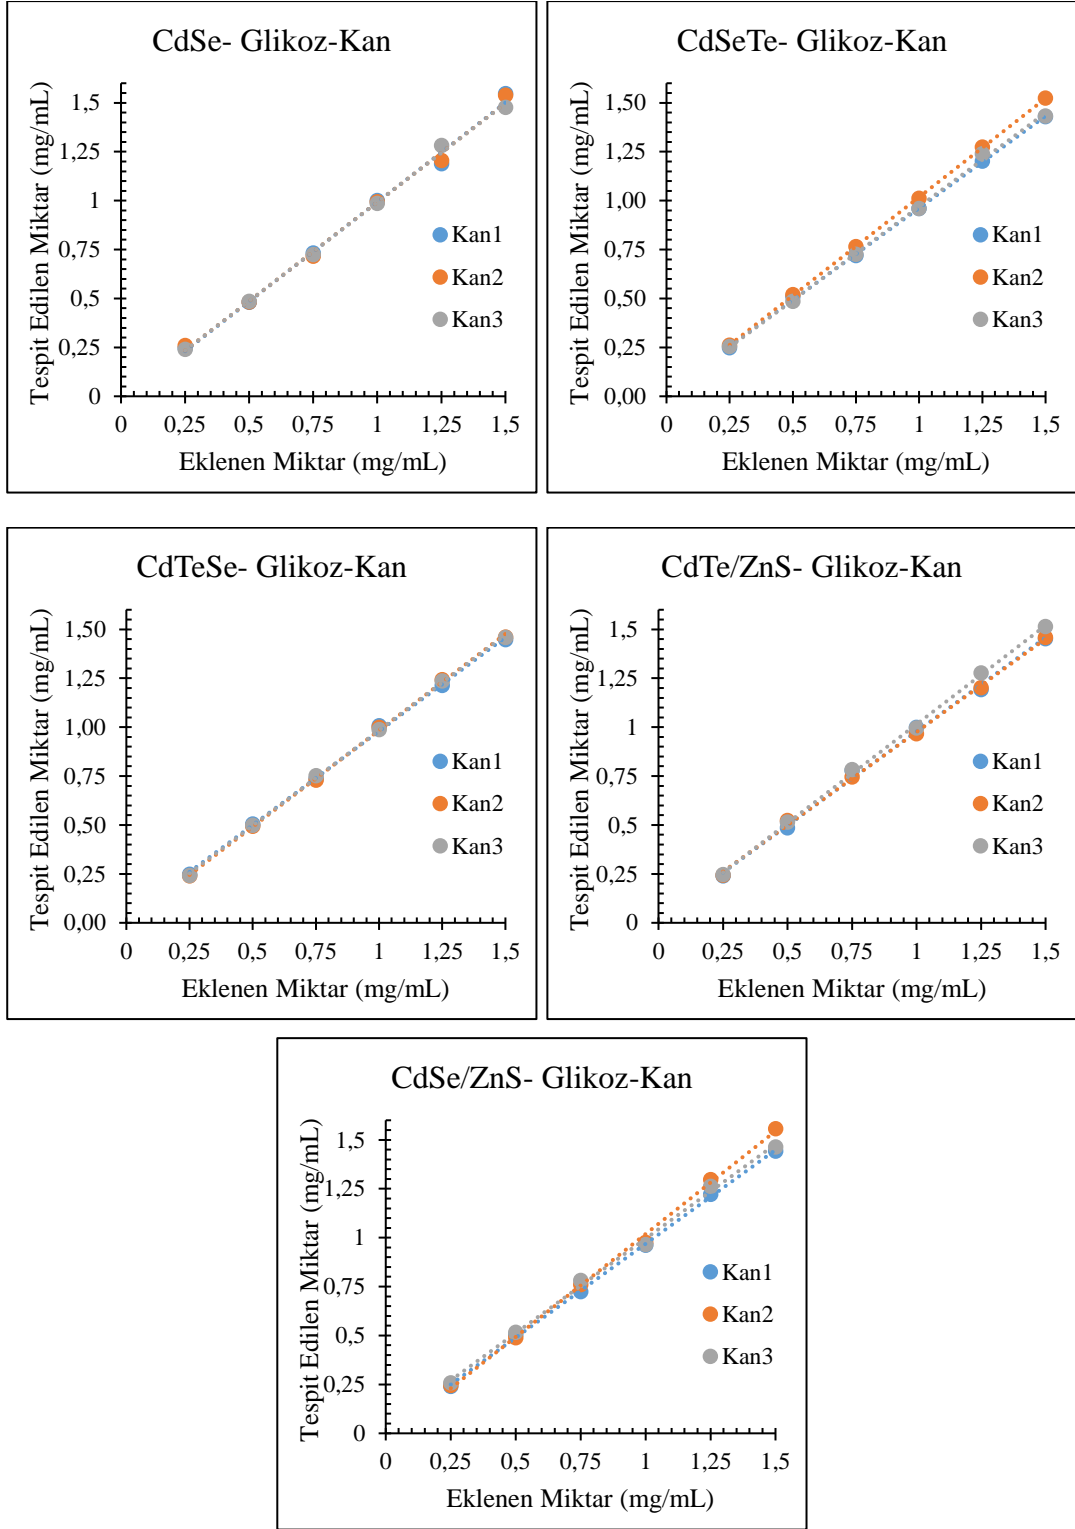 CdSe- Glikoz-Kan
Tespit Edilen Miktar (mg/mL)
1,5
1,25
1
0,75
0,5
0,25
0
0 0,25 0,5 0,75 1 1,25 1,5
Eklenen Miktar (mg/mL)
Kan1
Kan2
Kan3
CdSeTe- Glikoz-Kan
Tespit Edilen Miktar (mg/mL)
1,50
1,25
1,00
0,75
0,50
0,25
0,00
0 0,25 0,5 0,75 1 1,25 1,5
Eklenen Miktar (mg/mL)
Kan1
Kan2
Kan3
CdTeSe- Glikoz-Kan
Tespit Edilen Miktar (mg/mL)
1,50
1,25
1,00
0,75
0,50
0,25
0,00
0 0,25 0,5 0,75 1 1,25 1,5
Eklenen Miktar (mg/mL)
Kan1
Kan2
Kan3
CdTe/ZnS- Glikoz-Kan
Tespit Edilen Miktar (mg/mL)
1,5
1,25
1
0,75
0,5
0,25
0
0 0,25 0,5 0,75 1 1,25 1,5
Eklenen Miktar (mg/mL)
Kan1
Kan2
Kan3
CdSe/ZnS- Glikoz-Kan
Tespit Edilen Miktar (mg/mL)
1,5
1,25
1
0,75
0,5
0,25
0
0 0,25 0,5 0,75 1 1,25 1,5
Eklenen Miktar (mg/mL)
Kan1
Kan2
Kan3